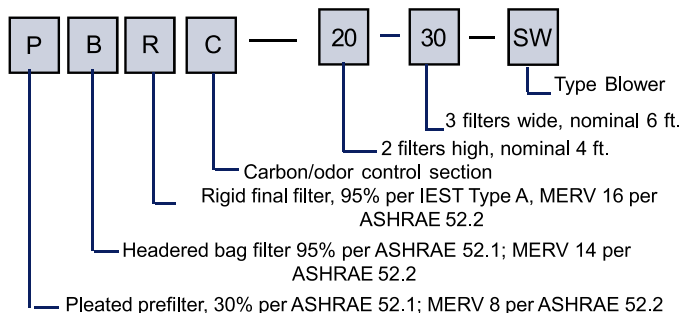 P B R C — 20 - 30 - SW
Type Blower
3 filters wide, nominal 6 ft.
2 filters high, nominal 4 ft.
Carbon/odor control section
Rigid final filter, 95% per IEST Type A, MERV 16 per
ASHRAE 52.2
Headered bag filter 95% per ASHRAE 52.1; MERV 14 per
ASHRAE 52.2
Pleated prefilter, 30% per ASHRAE 52.1; MERV 8 per ASHRAE 52.2